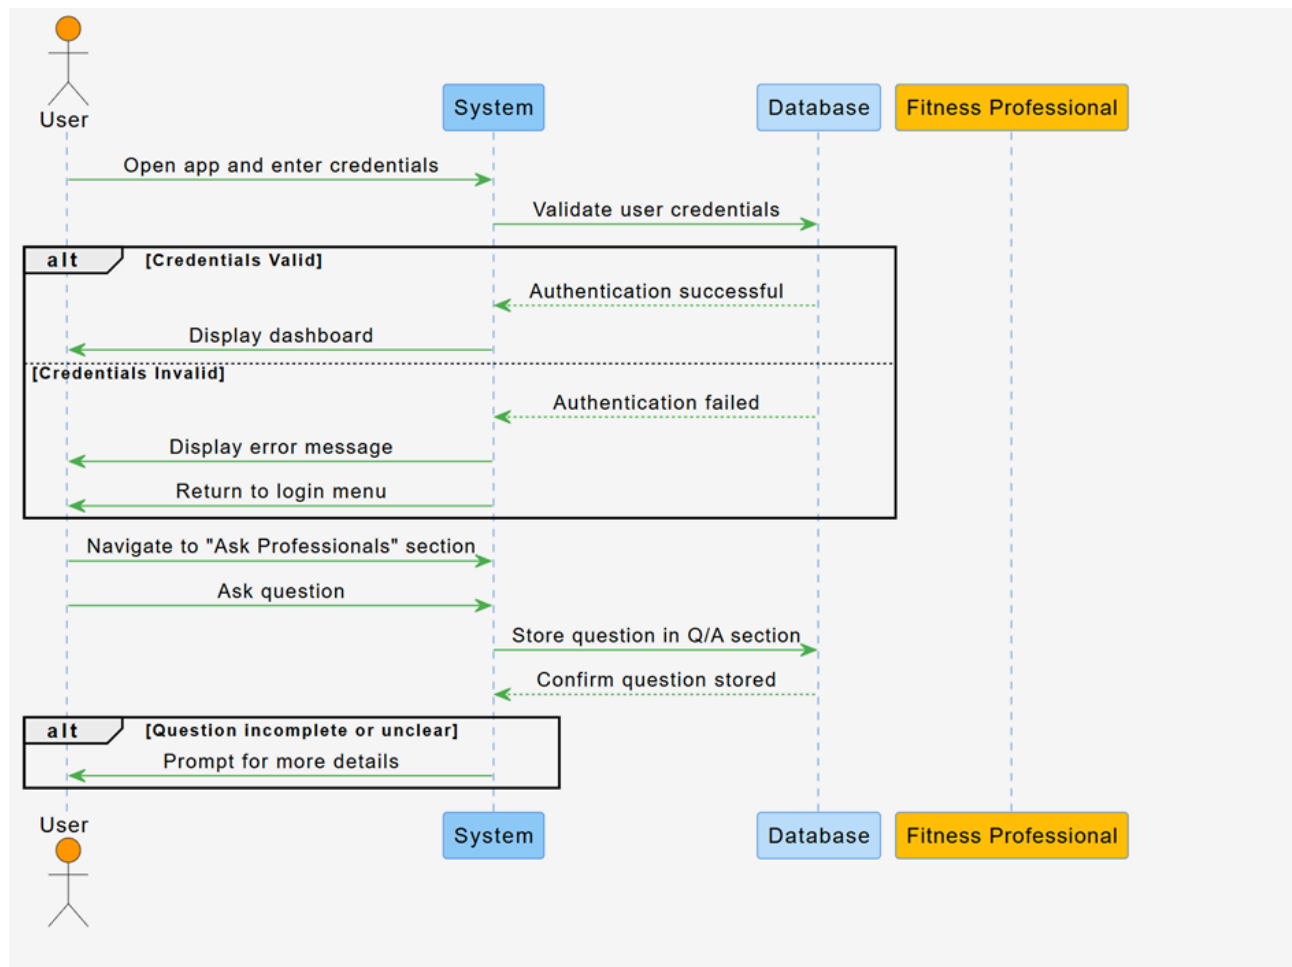 User
System
Database
Fitness Professional
Open app and enter credentials
Validate user credentials
alt
[Credentials Valid]
Authentication successful
Display dashboard
[Credentials Invalid]
Authentication failed
Display error message
Return to login menu
Navigate to "Ask Professionals" section
Ask question
Store question in Q/A section
Confirm question stored
alt
[Question incomplete or unclear]
Prompt for more details
User
System
Database
Fitness Professional